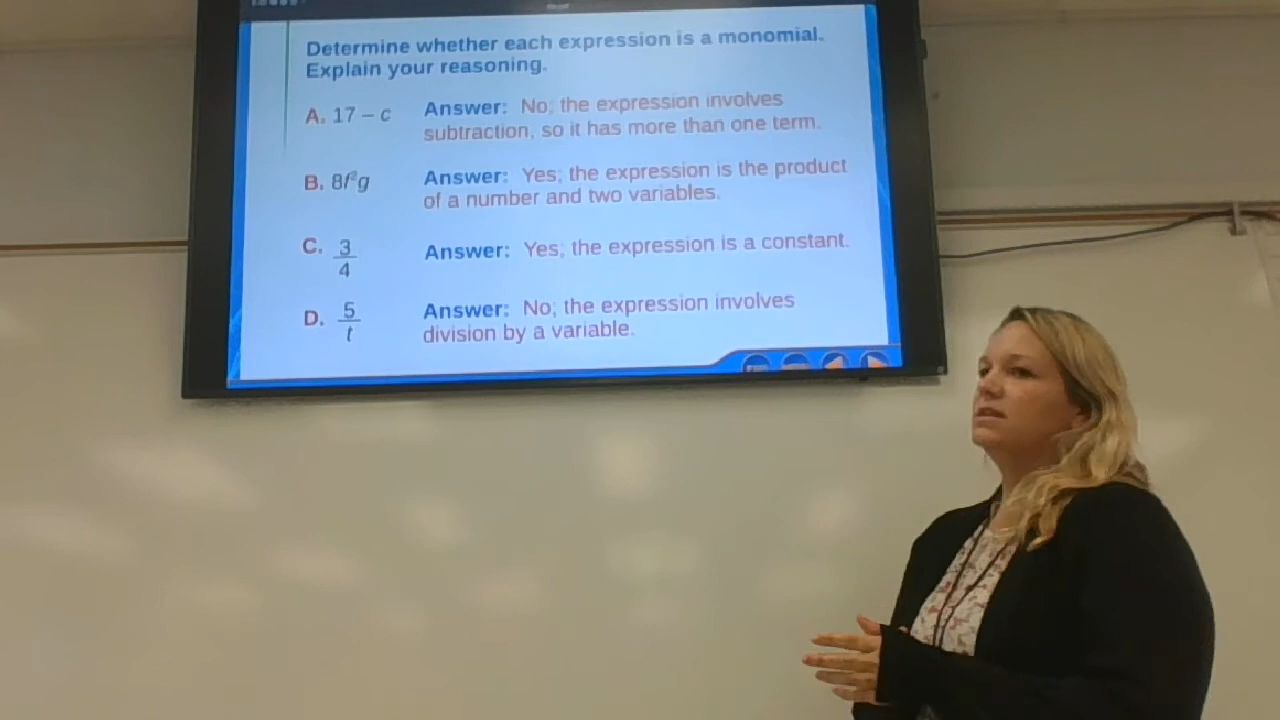 Determine whether each expression is a monomial.
Explain your reasoning.
A. 17 – c Answer: No; the expression involves
subtraction, so it has more than one term.
B. 8f²g Answer: Yes; the expression is the product
of a number and two variables.
C. 3/4 Answer: Yes; the expression is a constant.
D. 5/t Answer: No; the expression involves
division by a variable.